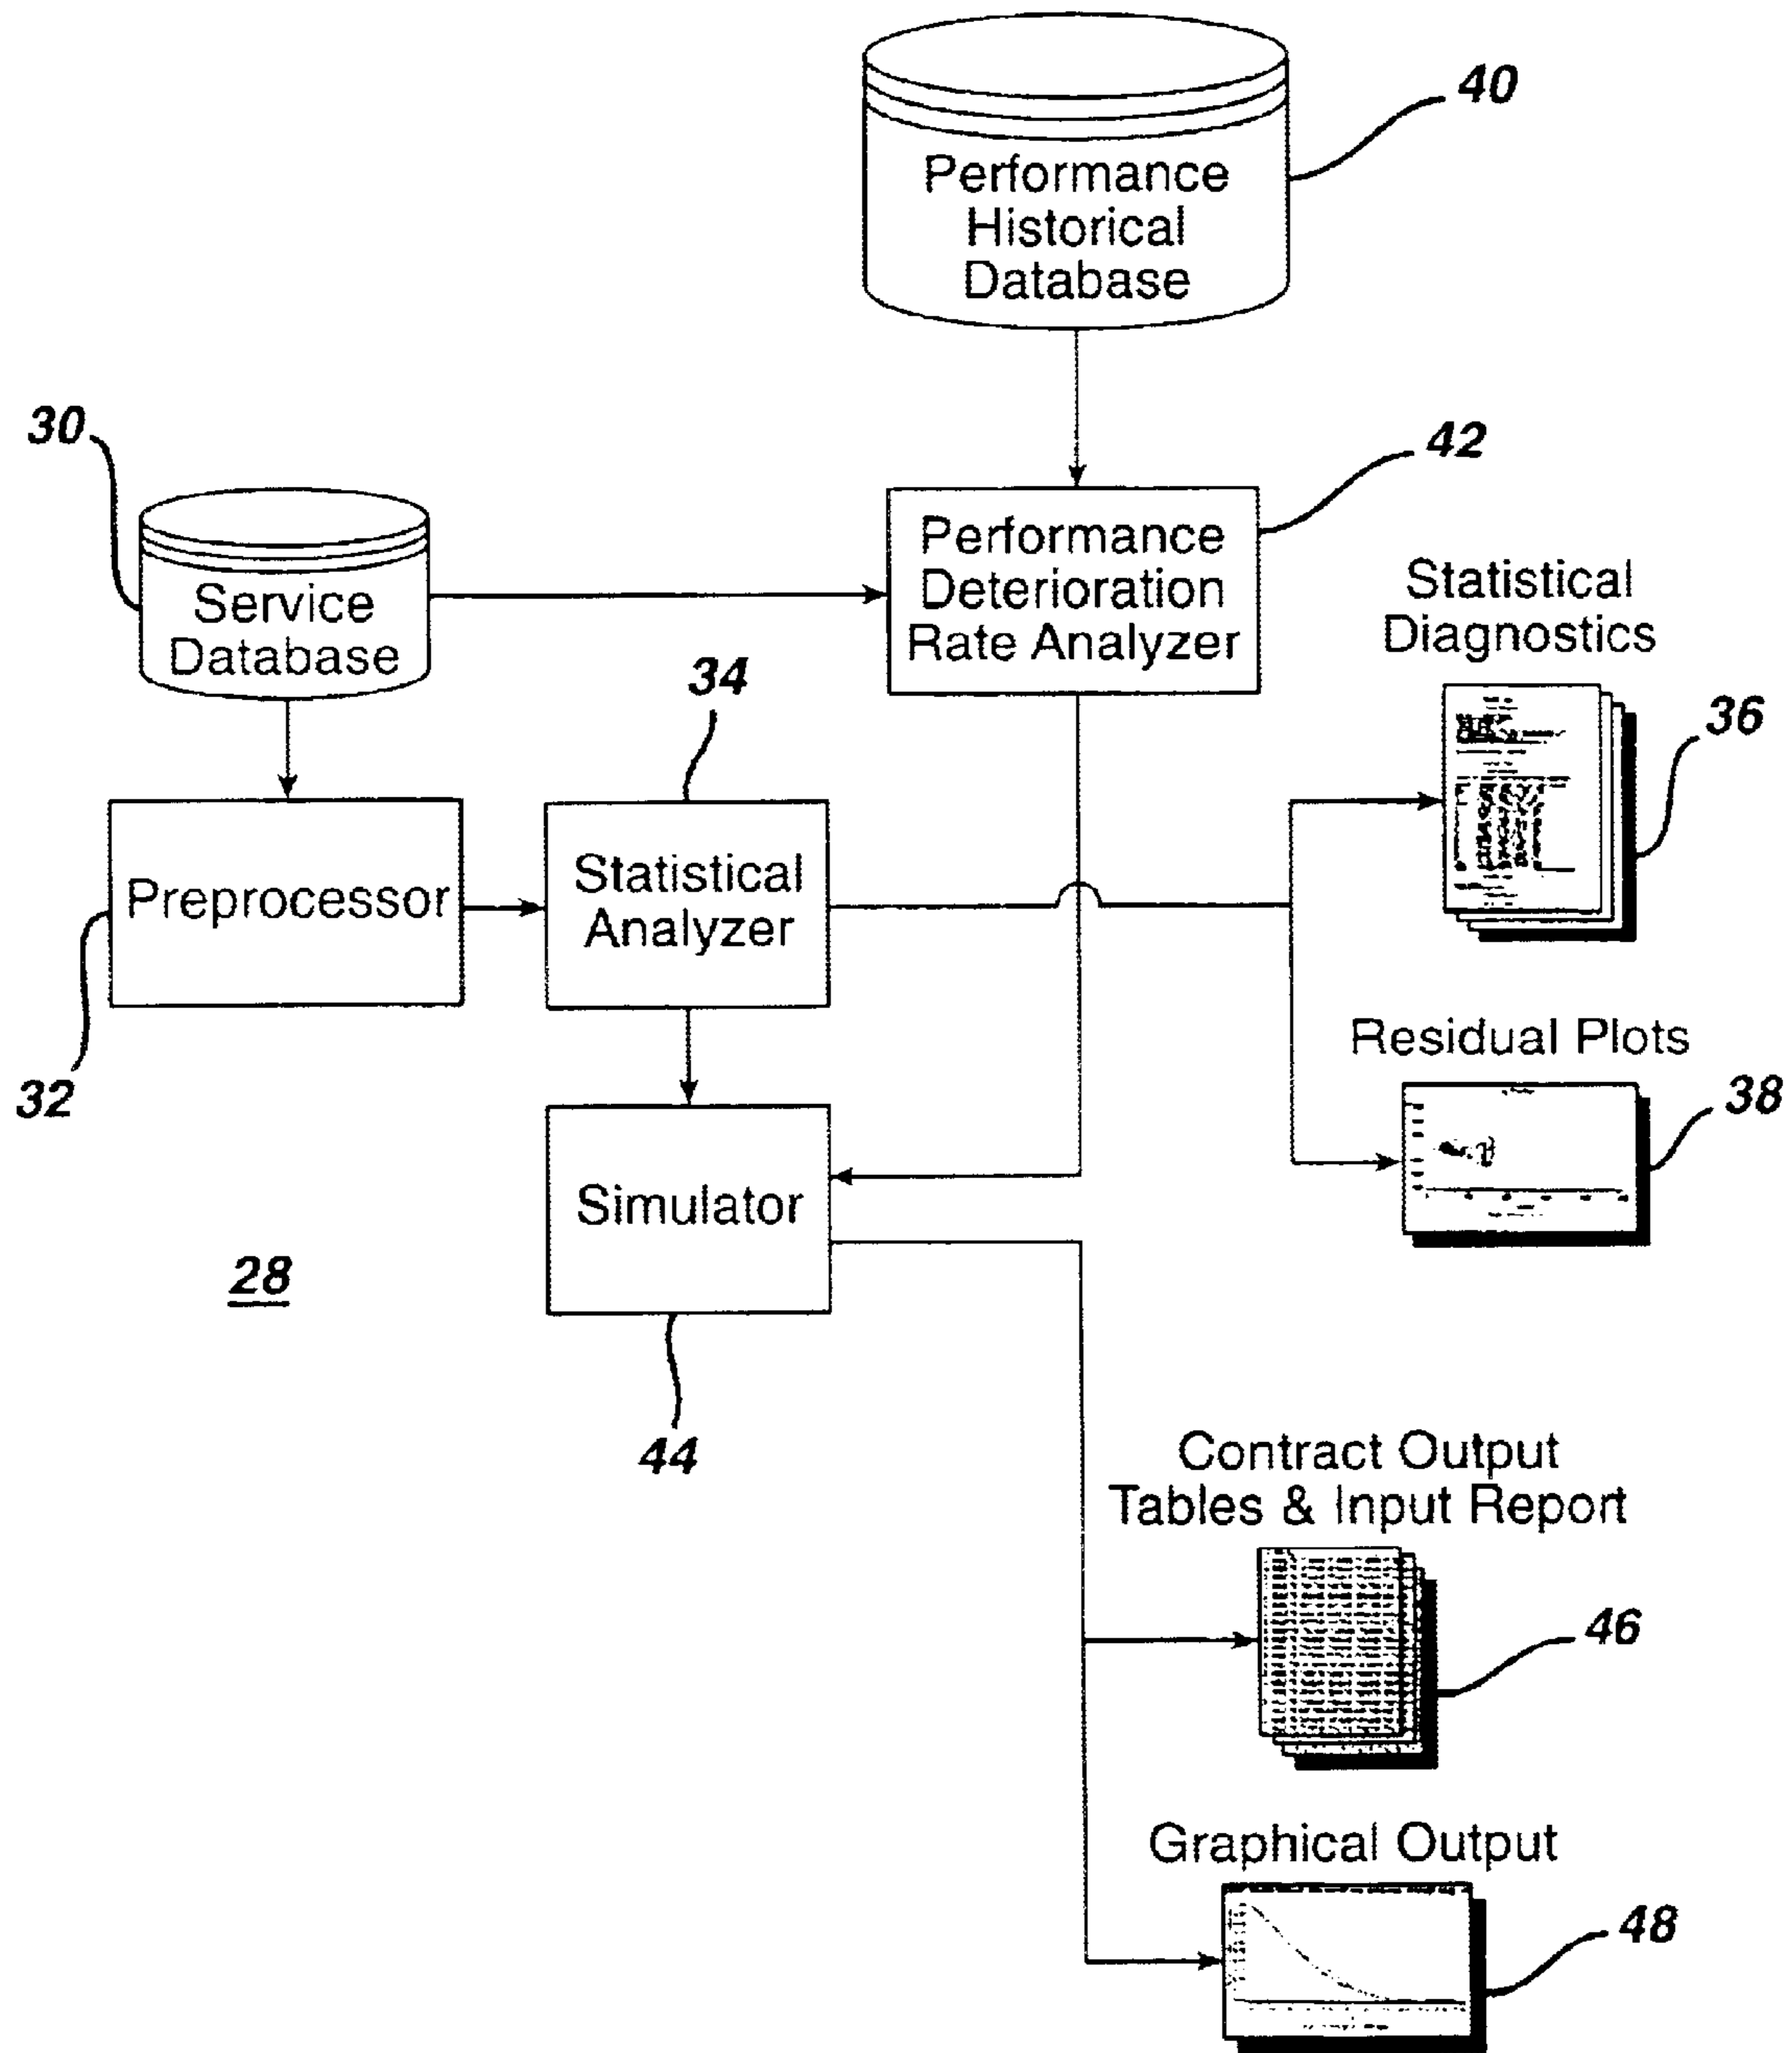 40
Performance
Historical
Database
30
42
Service
Database
Performance
Deterioration
Rate Analyzer
Statistical
Diagnostics
34
36
Preprocessor
Statistical
Analyzer
32
Residual Plots
38
Simulator
28
44
Contract Output
Tables & Input Report
46
Graphical Output
48